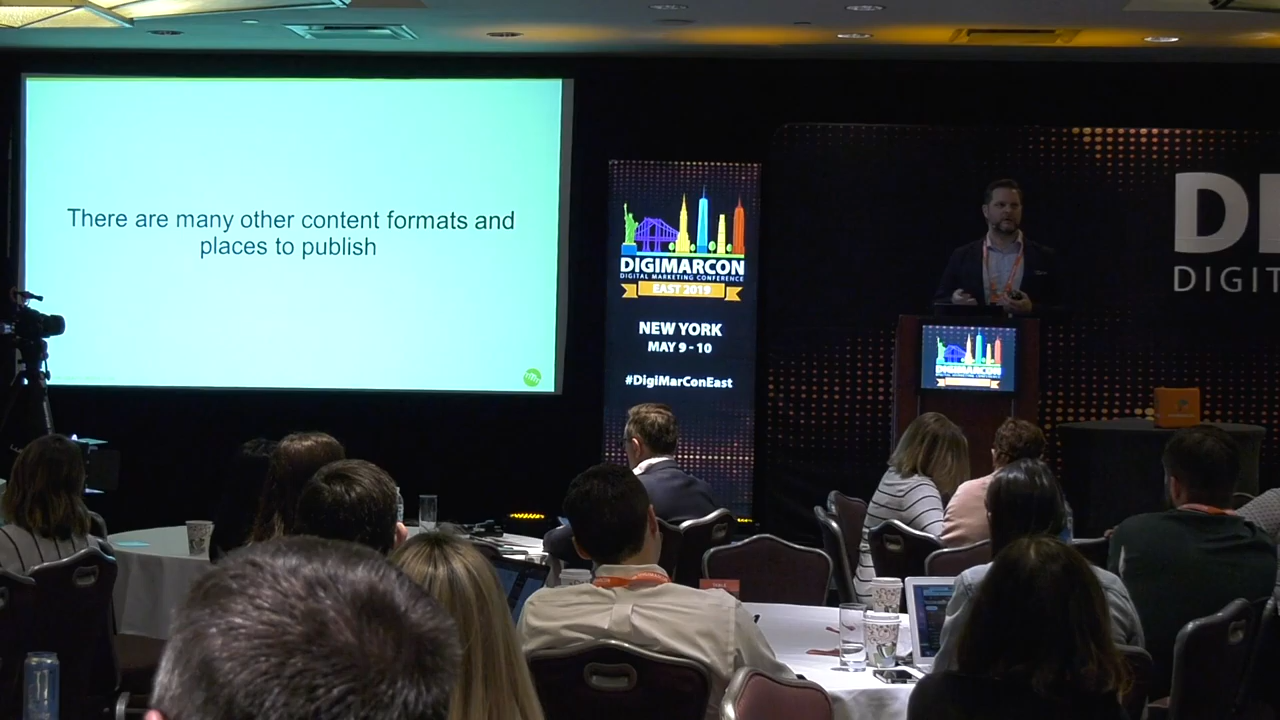 There are many other content formats and
places to publish
DIGIMARCON
DIGITAL MARKETING CONFERENCE
EAST 2019
NEW YORK
MAY 9 - 10
#DigiMarConEast
DI
DIGIT
DIGIMARCON